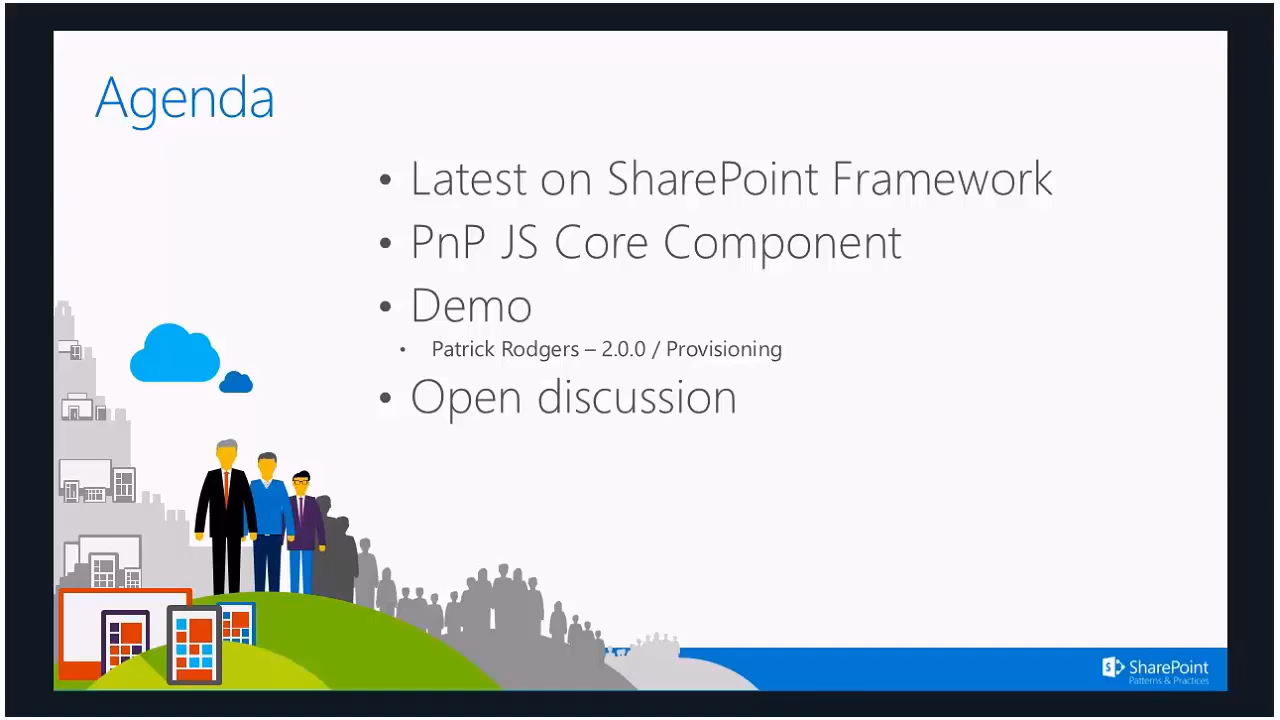 Agenda
• Latest on SharePoint Framework
• PnP JS Core Component
• Demo
• Patrick Rodgers – 2.0.0 / Provisioning
• Open discussion
SharePoint
Patterns & Practices